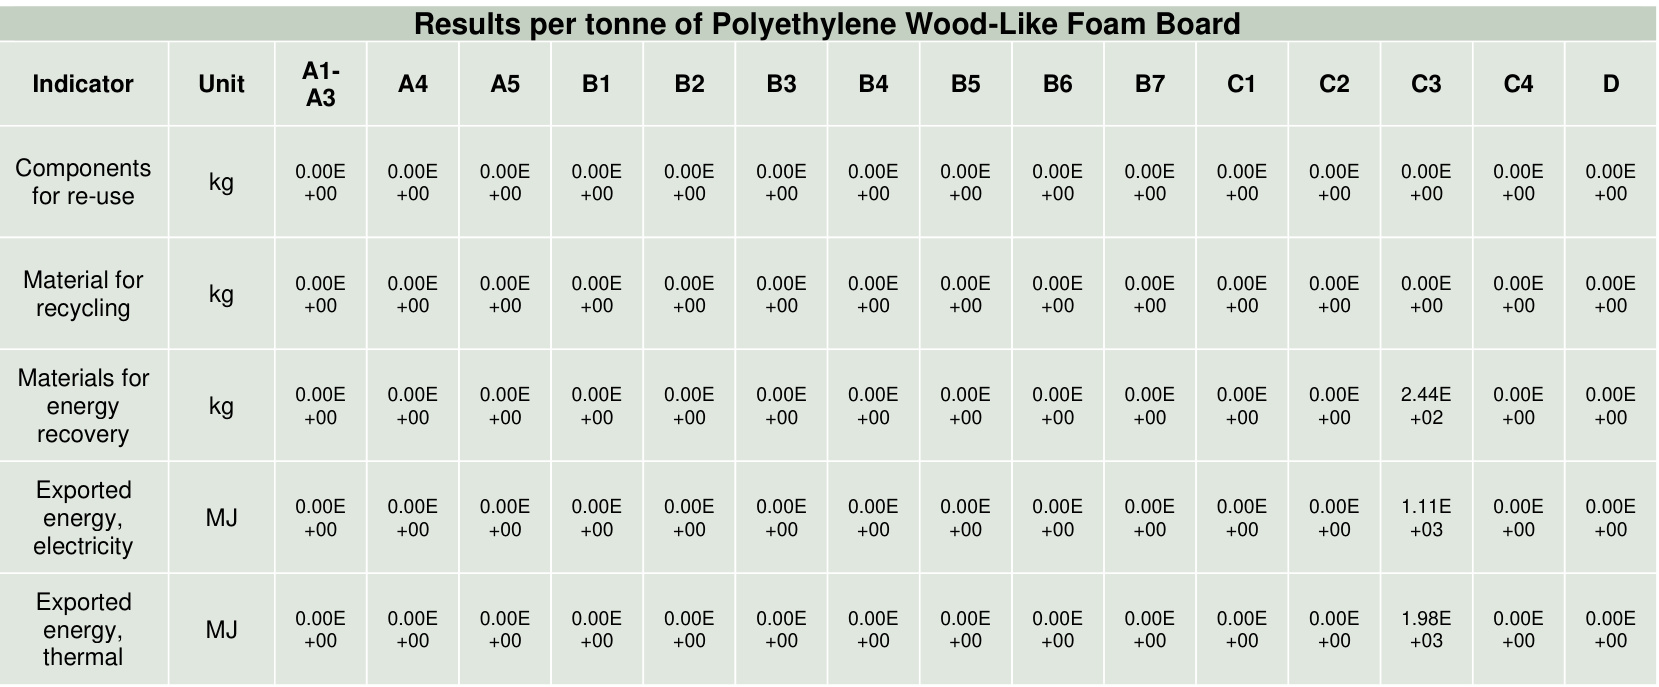 Results per tonne of Polyethylene Wood-Like Foam Board
Indicator Unit A1-A3 A4 A5 B1 B2 B3 B4 B5 B6 B7 C1 C2 C3 C4 D
Components for re-use kg 0.00E+00 0.00E+00 0.00E+00 0.00E+00 0.00E+00 0.00E+00 0.00E+00 0.00E+00 0.00E+00 0.00E+00 0.00E+00 0.00E+00 0.00E+00 0.00E+00 0.00E+00
Material for recycling kg 0.00E+00 0.00E+00 0.00E+00 0.00E+00 0.00E+00 0.00E+00 0.00E+00 0.00E+00 0.00E+00 0.00E+00 0.00E+00 0.00E+00 0.00E+00 0.00E+00 0.00E+00
Materials for energy recovery kg 0.00E+00 0.00E+00 0.00E+00 0.00E+00 0.00E+00 0.00E+00 0.00E+00 0.00E+00 0.00E+00 0.00E+00 0.00E+00 0.00E+00 2.44E+02 0.00E+00 0.00E+00
Exported energy, electricity MJ 0.00E+00 0.00E+00 0.00E+00 0.00E+00 0.00E+00 0.00E+00 0.00E+00 0.00E+00 0.00E+00 0.00E+00 0.00E+00 0.00E+00 1.11E+03 0.00E+00 0.00E+00
Exported energy, thermal MJ 0.00E+00 0.00E+00 0.00E+00 0.00E+00 0.00E+00 0.00E+00 0.00E+00 0.00E+00 0.00E+00 0.00E+00 0.00E+00 0.00E+00 1.98E+03 0.00E+00 0.00E+00